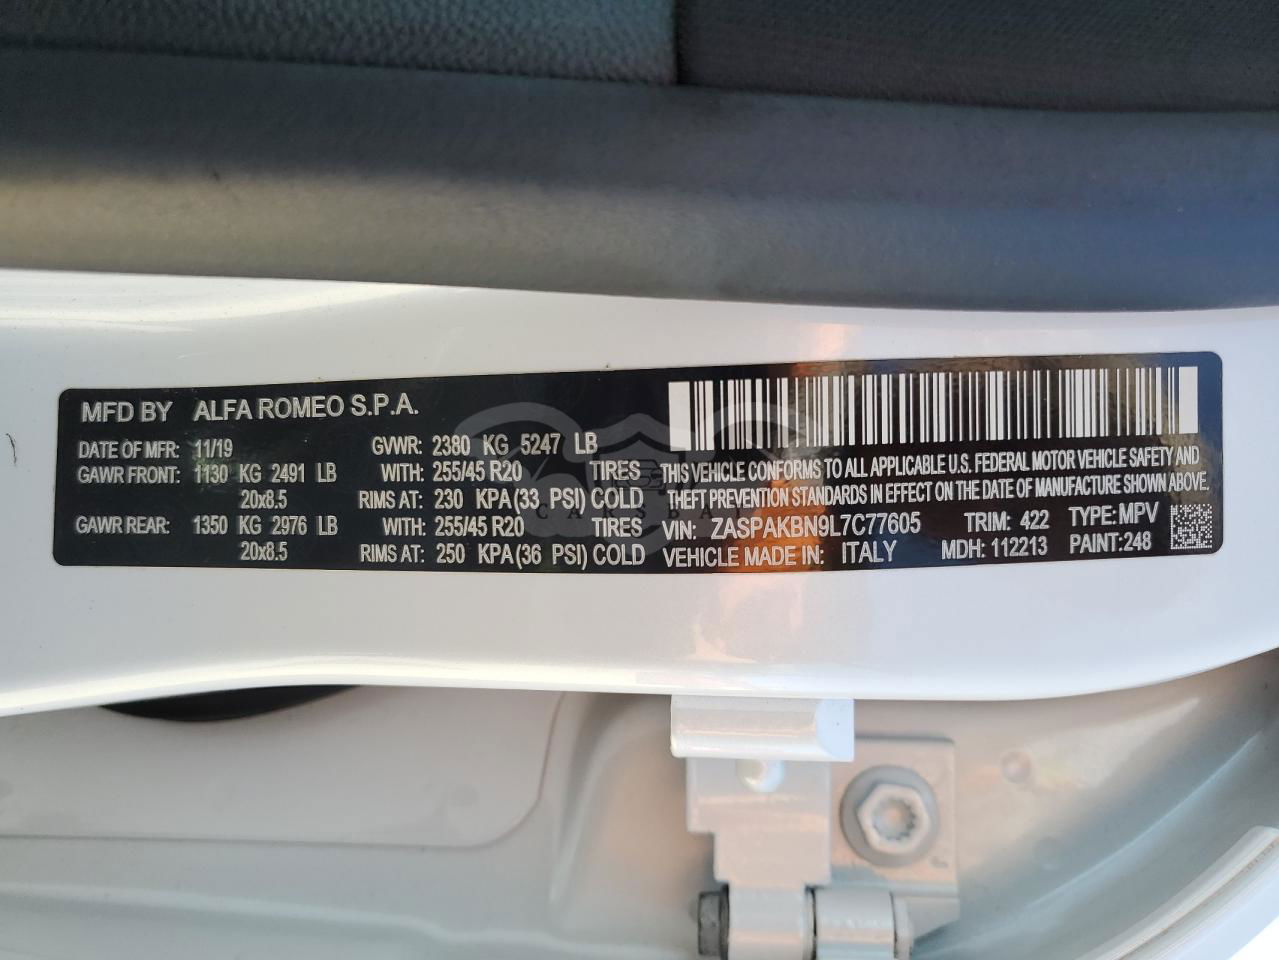 MFD BY ALFA ROMEO S.P.A.
DATE OF MFR: 11/19 GVWR: 2380 KG 5247 LB
GAWR FRONT: 1130 KG 2491 LB WITH: 255/45 R20 TIRES
20x8.5 RIMS AT: 230 KPA(33 PSI) COLD
GAWR REAR: 1350 KG 2976 LB WITH: 255/45 R20 TIRES
20x8.5 RIMS AT: 250 KPA(36 PSI) COLD
THIS VEHICLE CONFORMS TO ALL APPLICABLE U.S. FEDERAL MOTOR VEHICLE SAFETY AND
THEFT PREVENTION STANDARDS IN EFFECT ON THE DATE OF MANUFACTURE SHOWN ABOVE.
VIN: ZASPAKBN9L7C77605 TRIM: 422 TYPE: MPV
VEHICLE MADE IN: ITALY MDH: 112213 PAINT: 248
CARSBAY